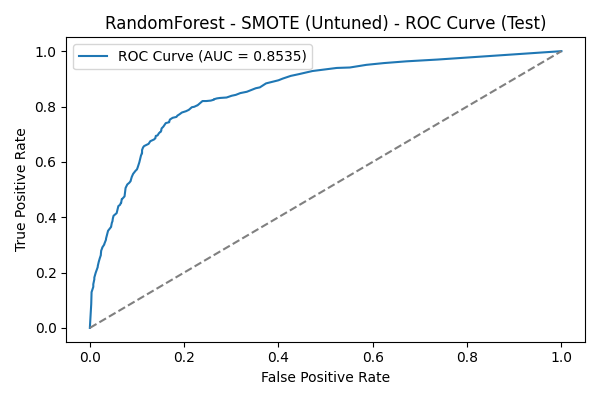 RandomForest - SMOTE (Untuned) - ROC Curve (Test)
ROC Curve (AUC = 0.8535)
True Positive Rate
1.0
0.8
0.6
0.4
0.2
0.0
0.0 0.2 0.4 0.6 0.8 1.0
False Positive Rate